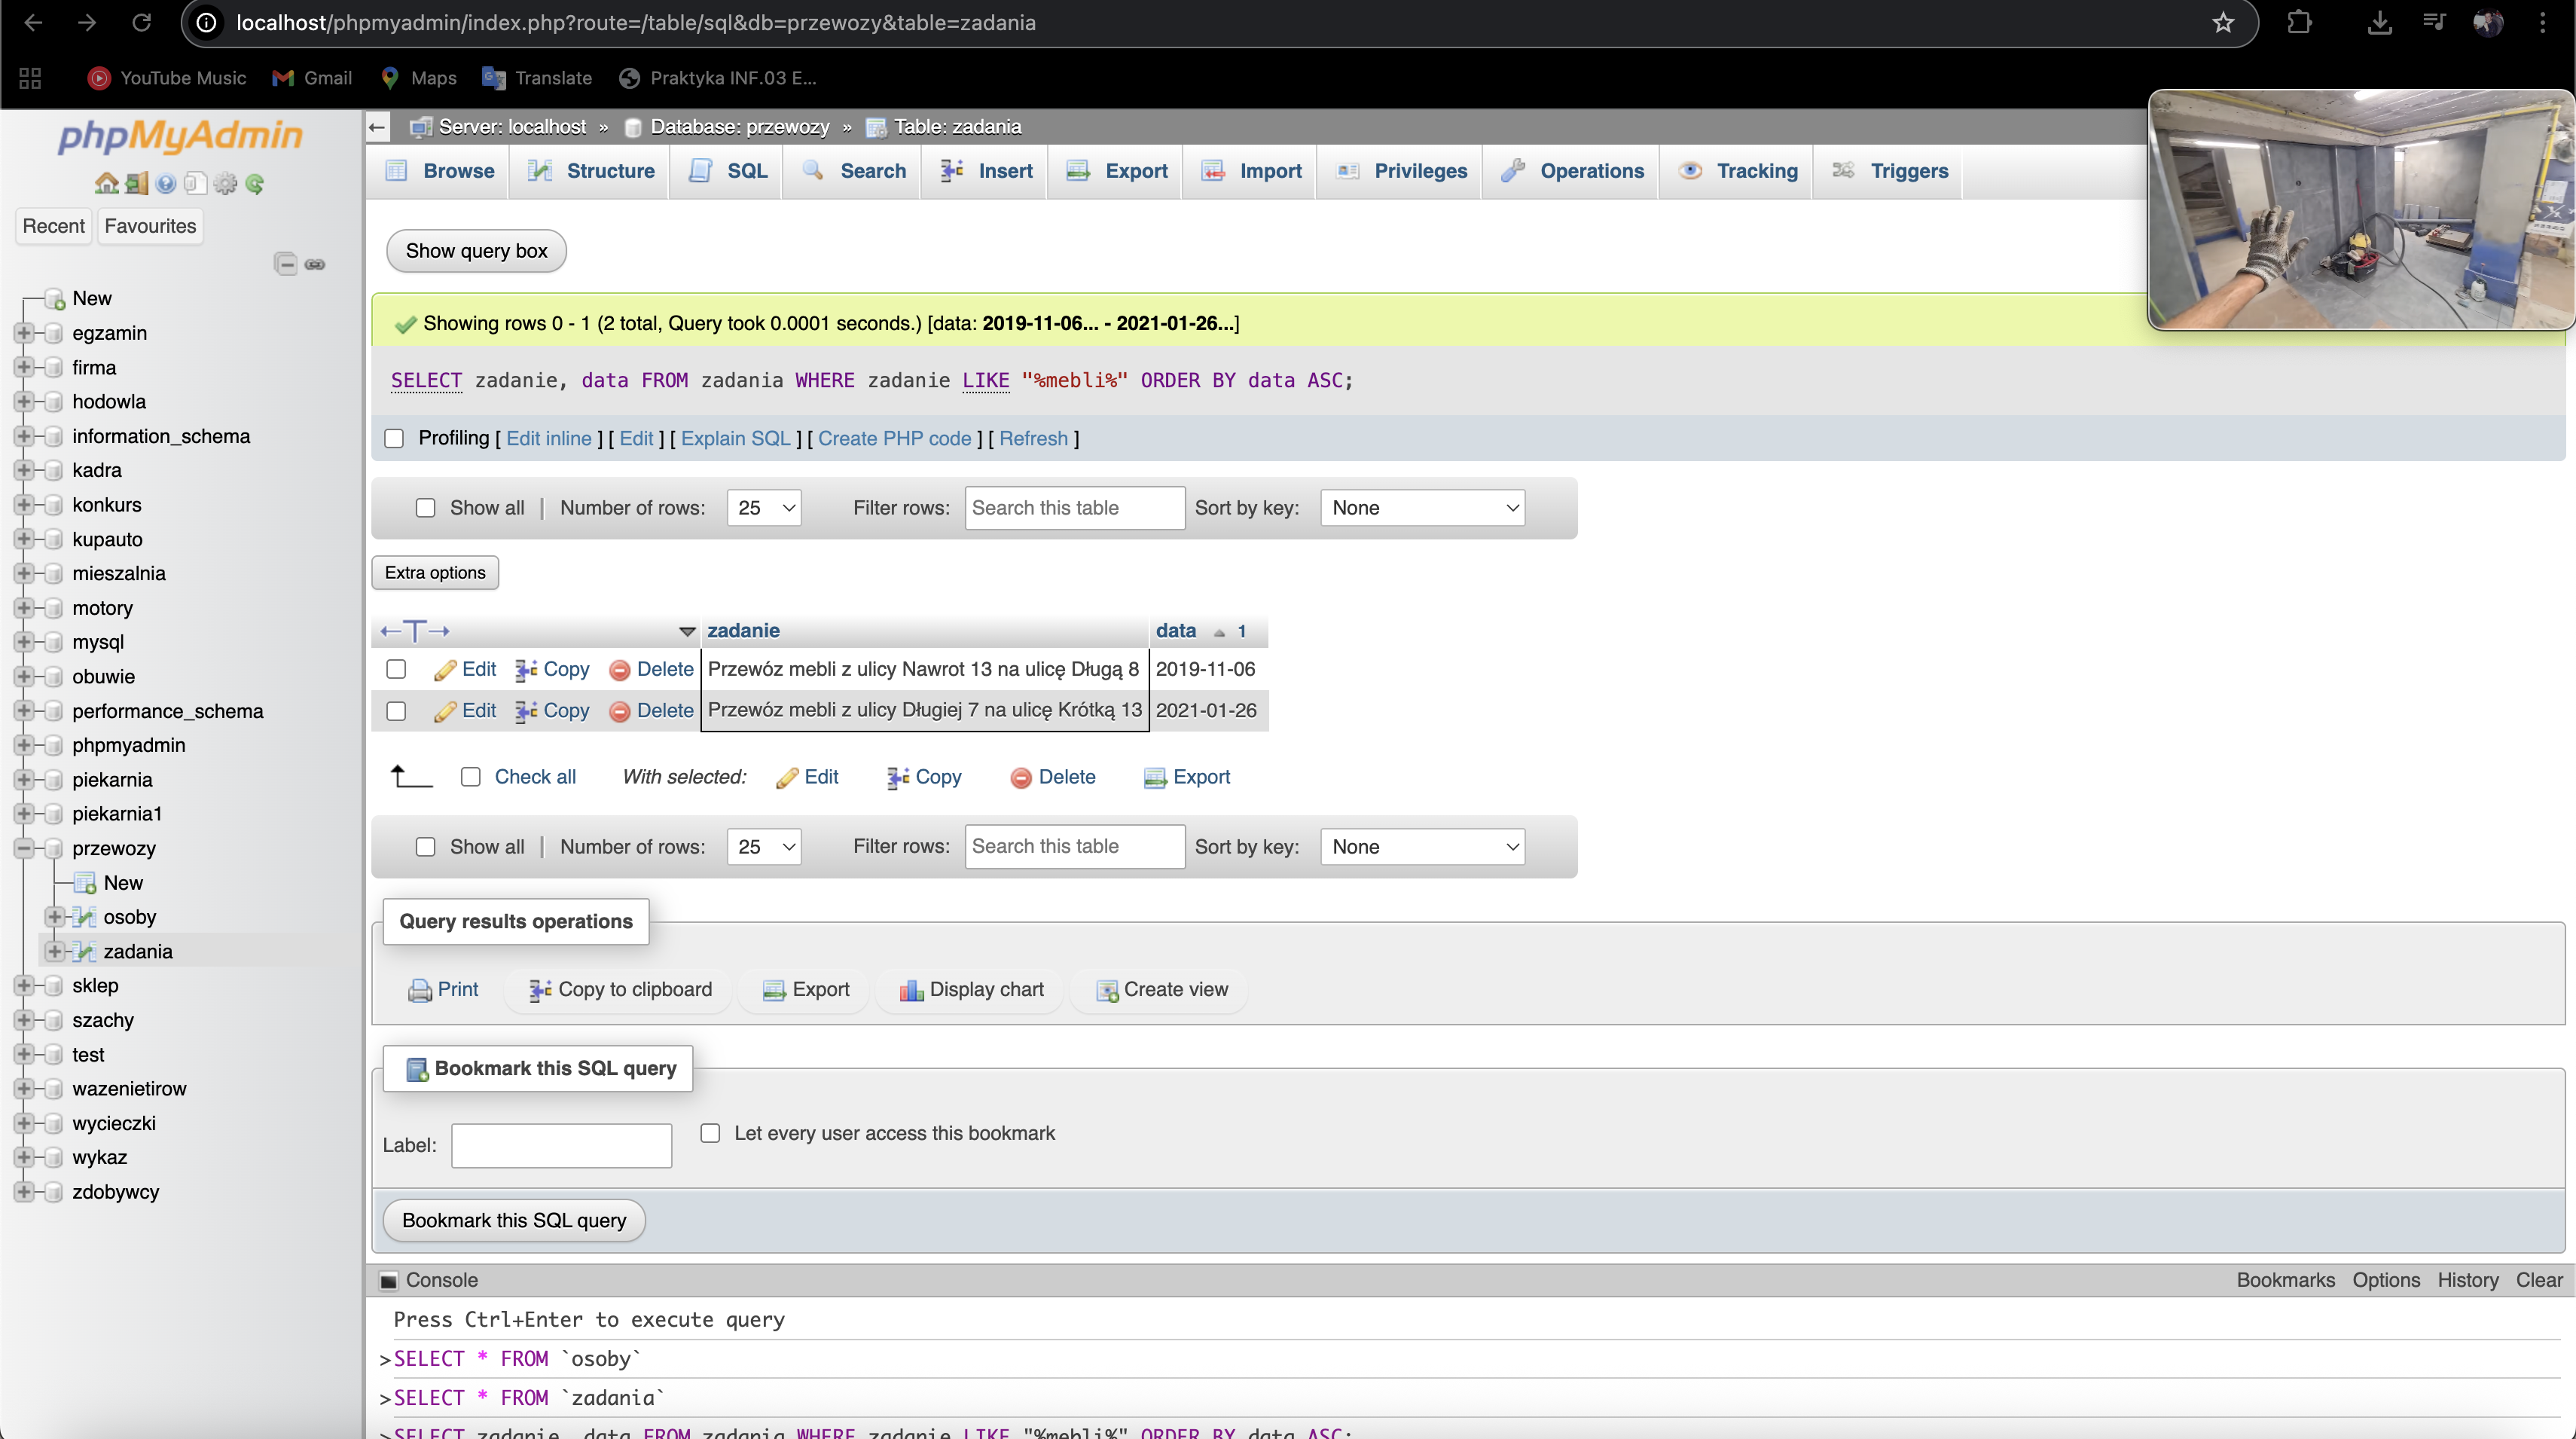 localhost/phpmyadmin/index.php?route=/table/sql&db=przewozy&table=zadania
YouTube Music Gmail Maps Translate Praktyka INF.03 E...
phpMyAdmin
Recent Favourites
New
egzamin
firma
hodowla
information_schema
kadra
konkurs
kupauto
mieszalnia
motory
mysql
obuwie
performance_schema
phpmyadmin
piekarnia
piekarnia1
przewozy
New
osoby
zadania
sklep
szachy
test
wazenietirow
wycieczki
wykaz
zdobywcy
Server: localhost » Database: przewozy » Table: zadania
Browse Structure SQL Search Insert Export Import Privileges Operations Tracking Triggers
Show query box
Showing rows 0 - 1 (2 total, Query took 0.0001 seconds.) [data: 2019-11-06... - 2021-01-26...]
SELECT zadanie, data FROM zadania WHERE zadanie LIKE "%mebli%" ORDER BY data ASC;
Profiling [ Edit inline ] [ Edit ] [ Explain SQL ] [ Create PHP code ] [ Refresh ]
Show all | Number of rows: 25 Filter rows: Search this table Sort by key: None
Extra options
←T→ zadanie data 1
Edit Copy Delete Przewóz mebli z ulicy Nawrot 13 na ulicę Długą 8 2019-11-06
Edit Copy Delete Przewóz mebli z ulicy Długiej 7 na ulicę Krótką 13 2021-01-26
Check all With selected: Edit Copy Delete Export
Show all | Number of rows: 25 Filter rows: Search this table Sort by key: None
Query results operations
Print Copy to clipboard Export Display chart Create view
Bookmark this SQL query
Label: Let every user access this bookmark
Bookmark this SQL query
Console Bookmarks Options History Clear
Press Ctrl+Enter to execute query
>SELECT * FROM `osoby`
>SELECT * FROM `zadania`
>SELECT zadanie, data FROM zadania WHERE zadanie LIKE "%mebli%" ORDER BY data ASC;